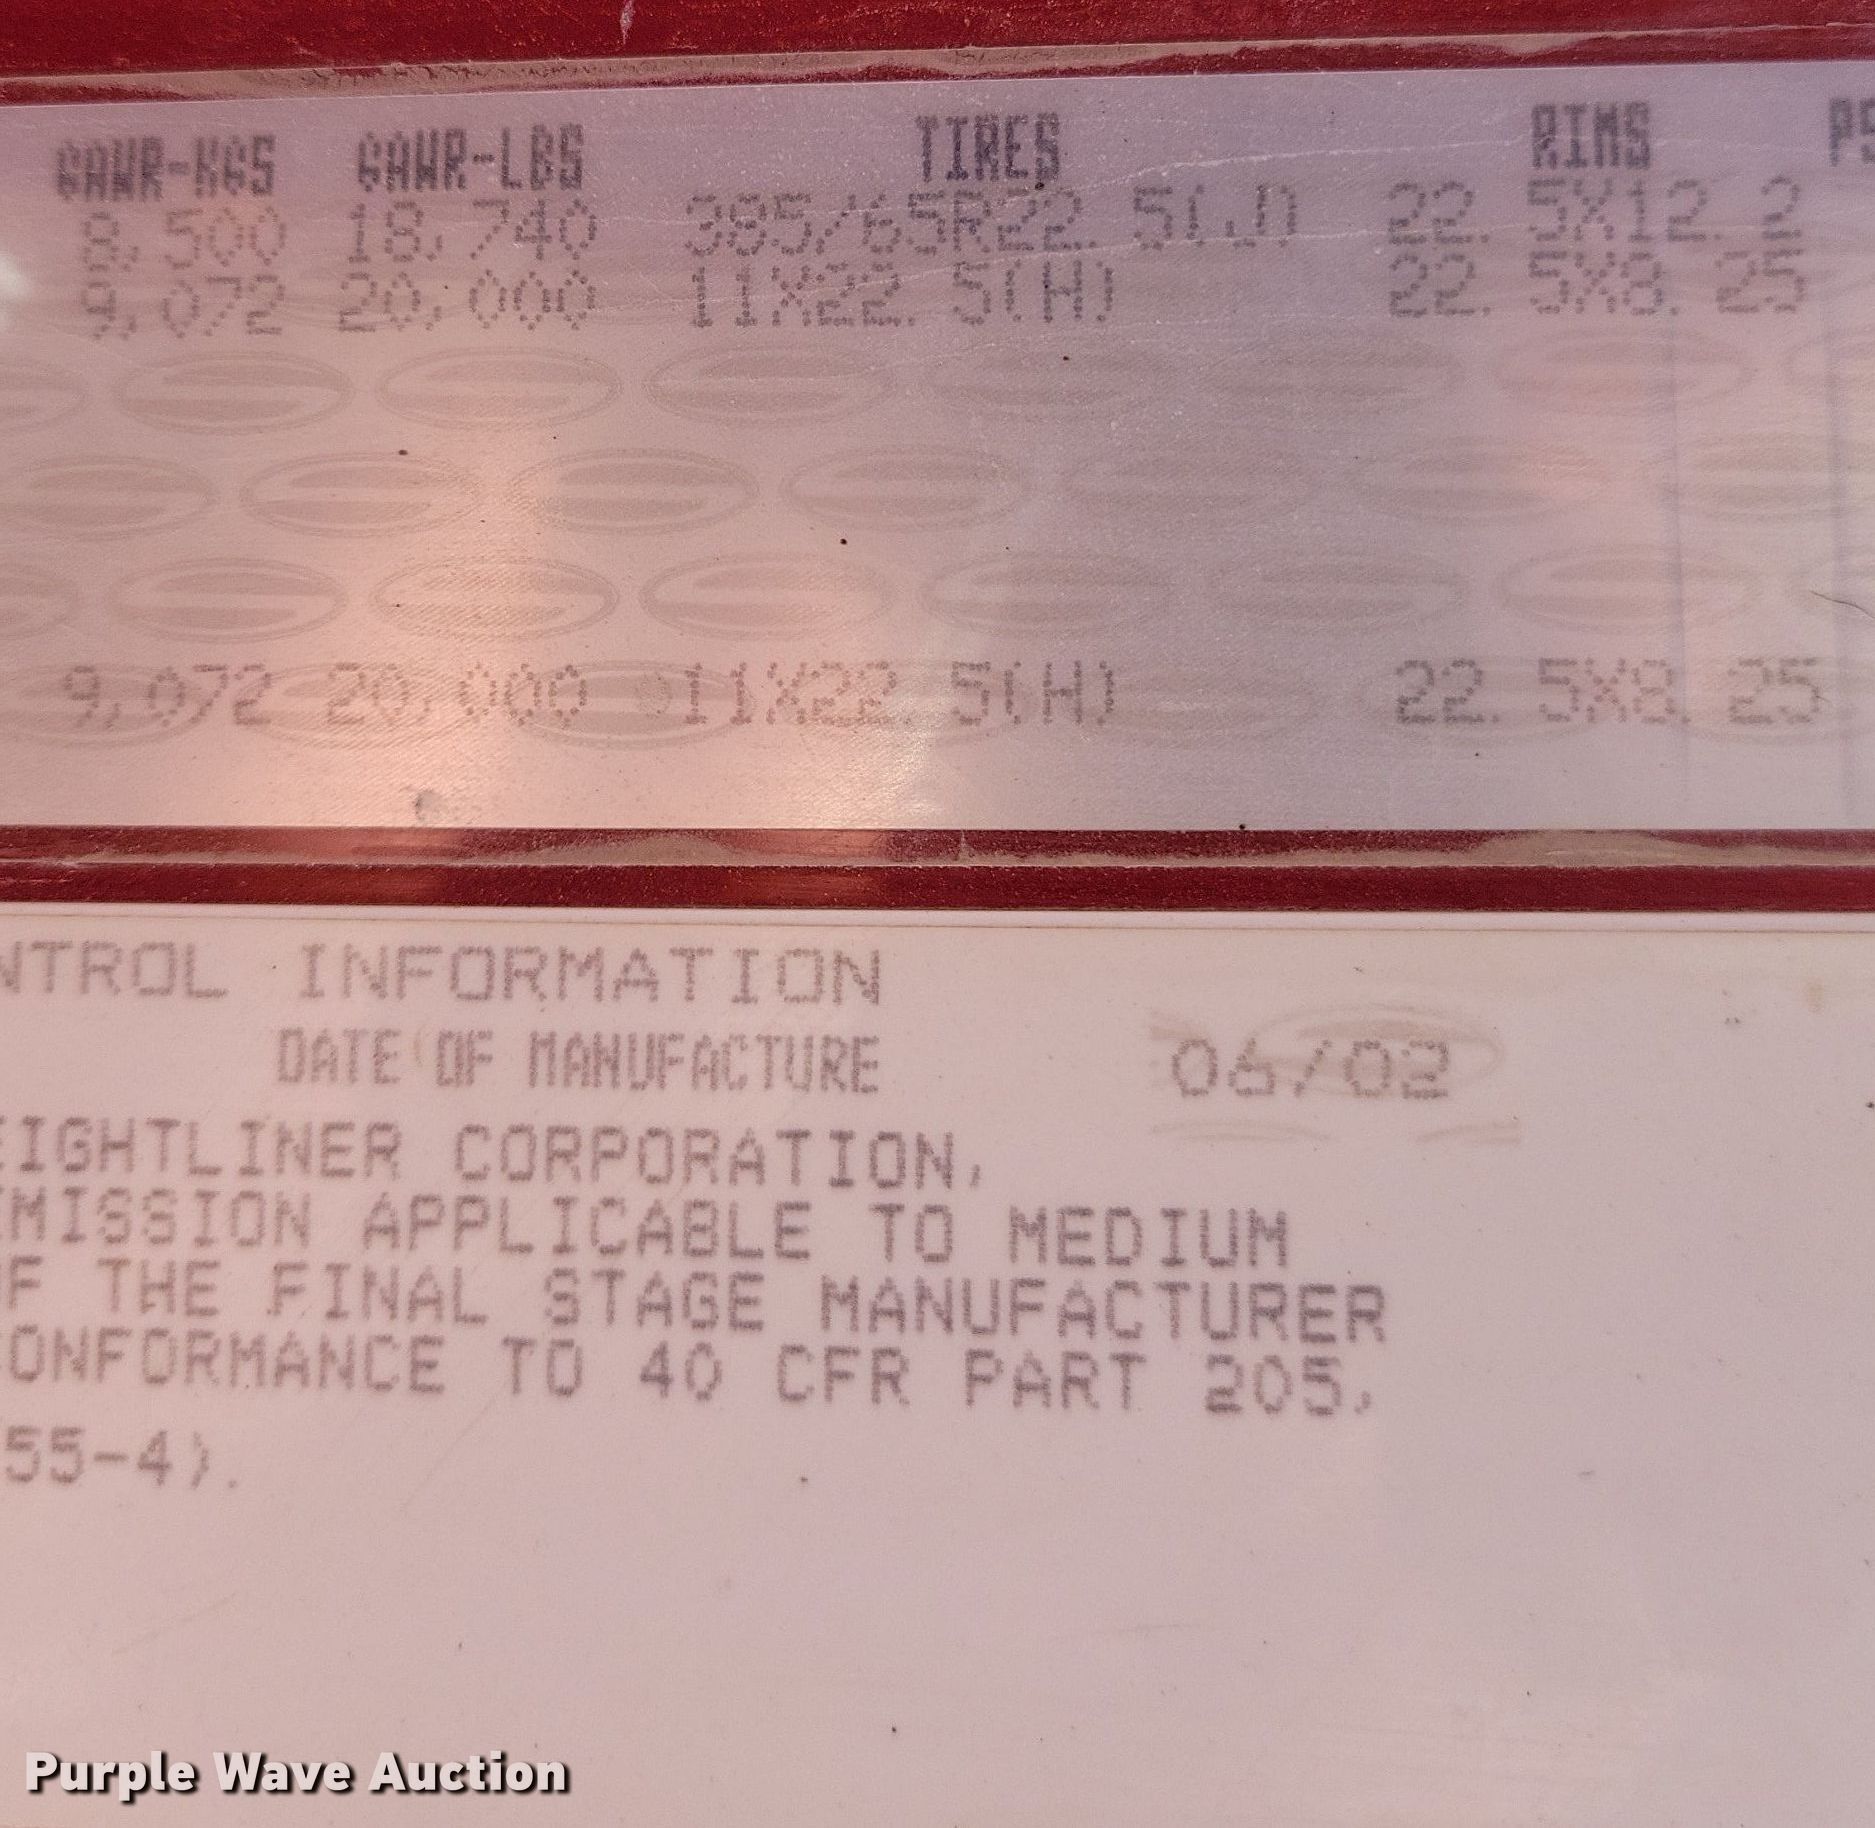 GAWR-KGS GAWR-LBS TIRES RIMS PS
8,500 18,740 385/65R22.5(J) 22.5X12.2
9,072 20,000 11X22.5(H) 22.5X8.25
9,072 20,000 11X22.5(H) 22.5X8.25
NTROL INFORMATION
DATE OF MANUFACTURE 06/02
EIGHTLINER CORPORATION,
MISSION APPLICABLE TO MEDIUM
OF THE FINAL STAGE MANUFACTURER
CONFORMANCE TO 40 CFR PART 205,
55-4).
Purple Wave Auction